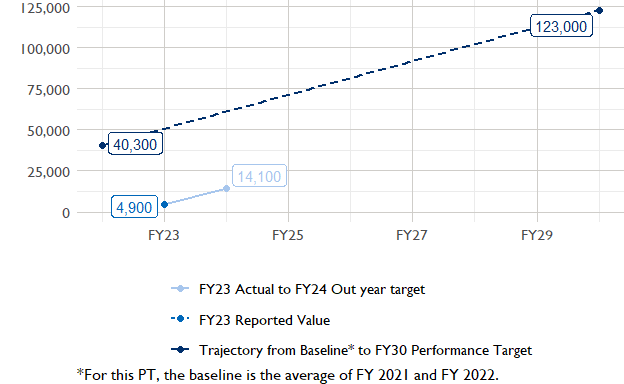 125,000
123,000
100,000
75,000
50,000
40,300
25,000
14,100
4,900
0
FY23 FY25 FY27 FY29
FY23 Actual to FY24 Out year target
FY23 Reported Value
Trajectory from Baseline* to FY30 Performance Target
*For this PT, the baseline is the average of FY 2021 and FY 2022.